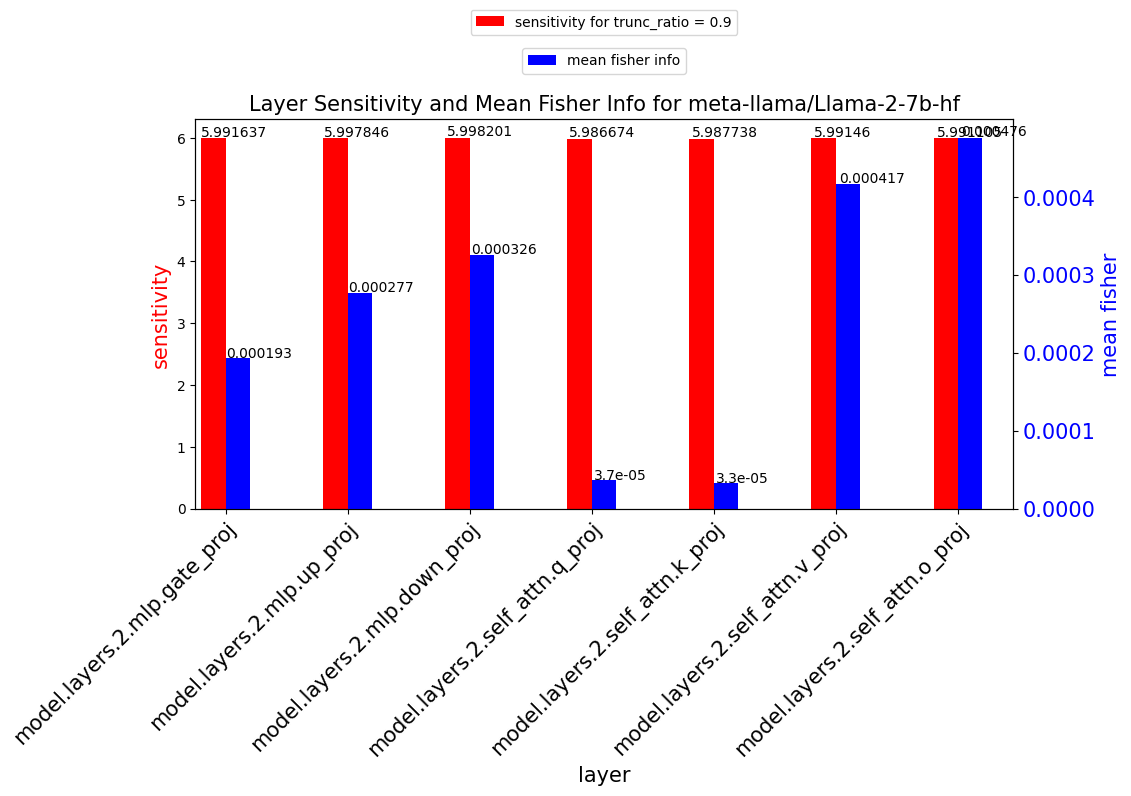 sensitivity for trunc_ratio = 0.9
mean fisher info
Layer Sensitivity and Mean Fisher Info for meta-llama/Llama-2-7b-hf
5.991637
5.997846
5.998201
5.986674
5.987738
5.99146
0.000476
0.000193
0.000277
0.000326
3.7e-05
3.3e-05
0.000417
6
5
4
3
2
1
0
sensitivity
0.0004
0.0003
0.0002
0.0001
0.0000
mean fisher
model.layers.2.mlp.gate_proj
model.layers.2.mlp.up_proj
model.layers.2.mlp.down_proj
model.layers.2.self_attn.q_proj
model.layers.2.self_attn.k_proj
model.layers.2.self_attn.v_proj
model.layers.2.self_attn.o_proj
layer